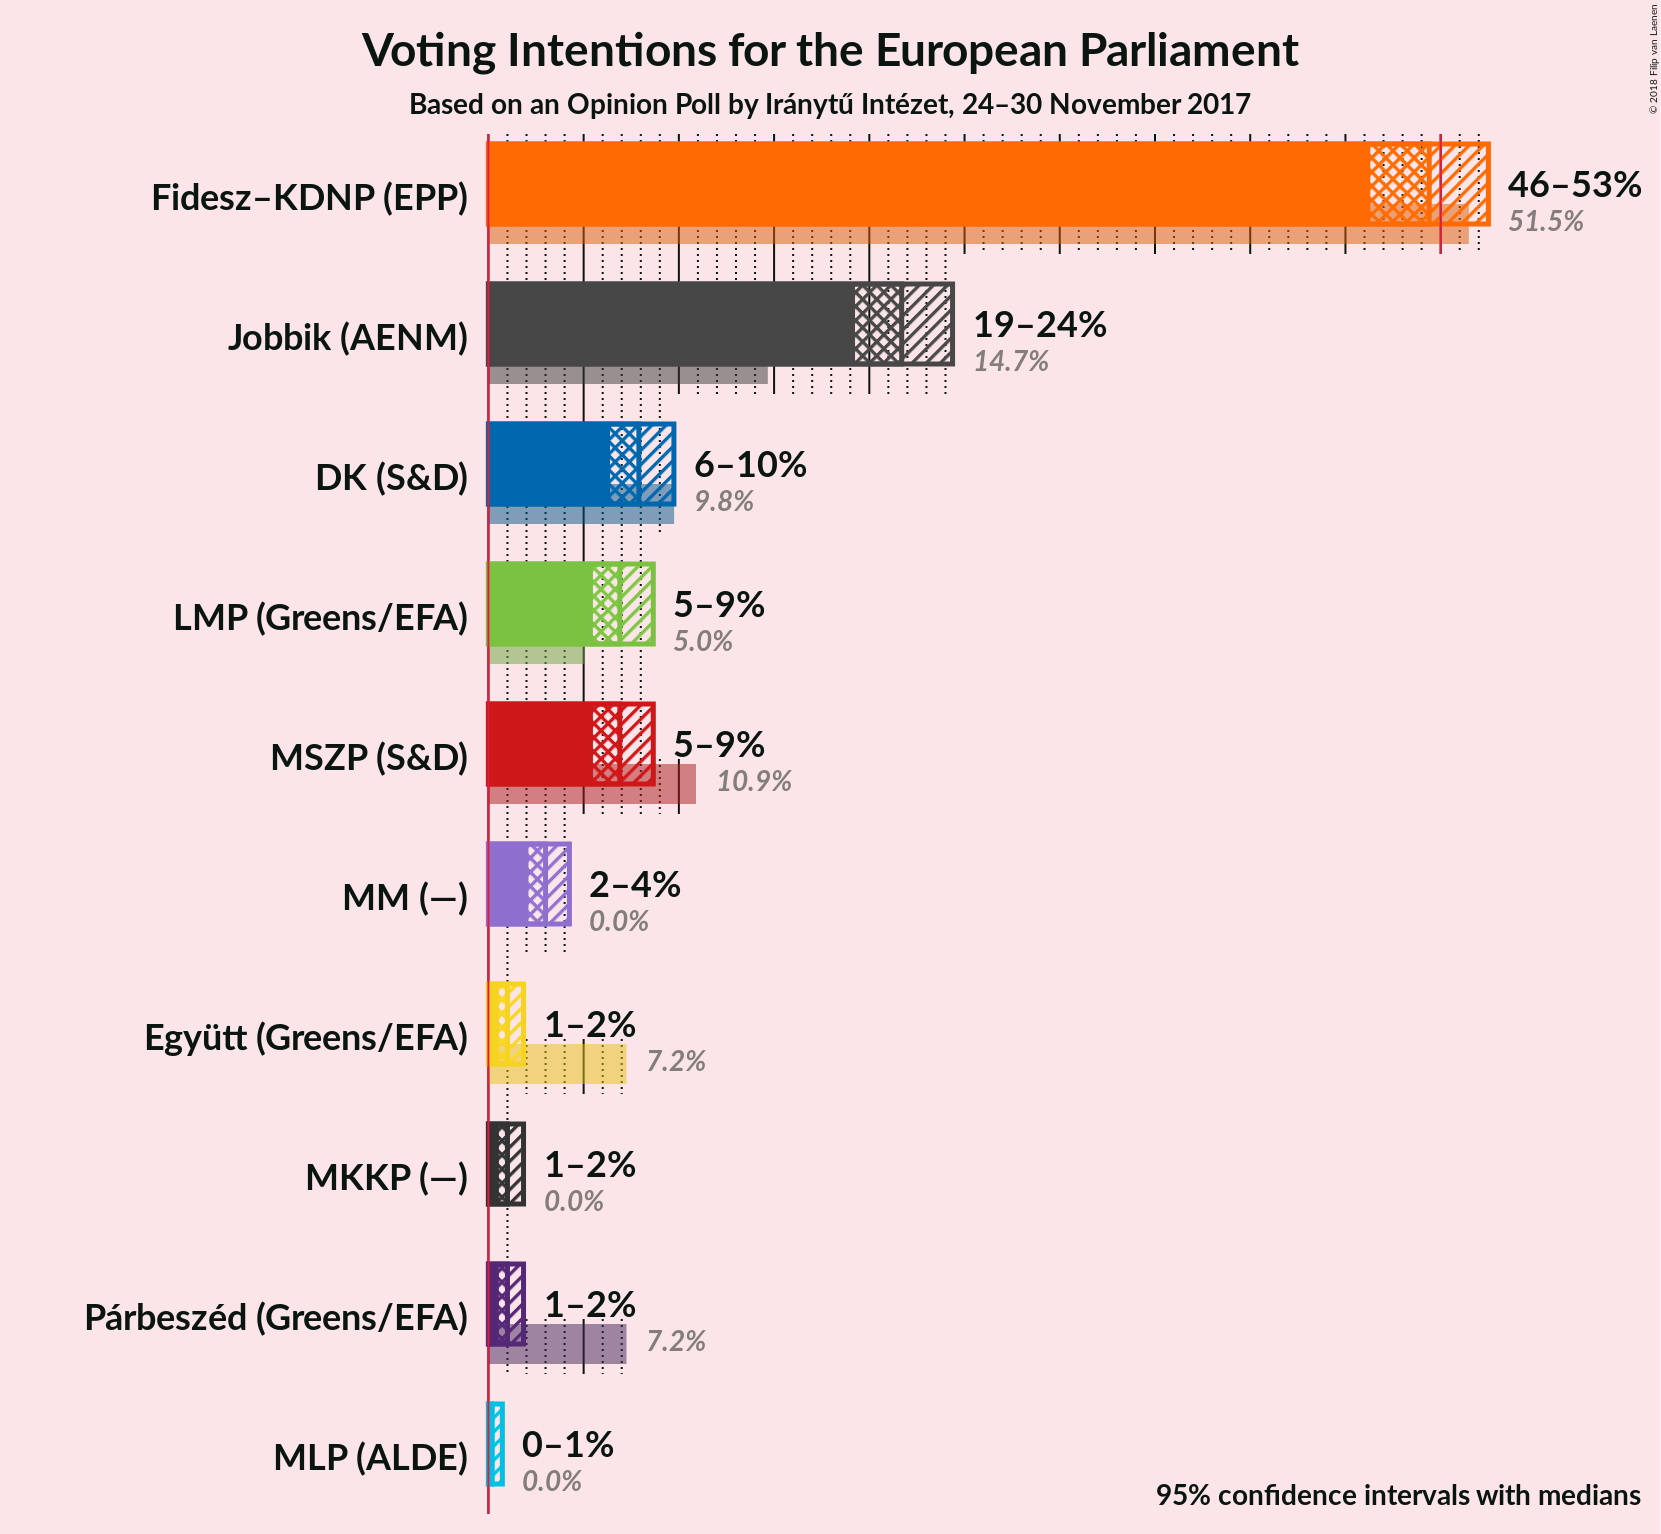 Voting Intentions for the European Parliament
Based on an Opinion Poll by Iránytű Intézet, 24–30 November 2017
© 2018 Filip van Laenen
Fidesz–KDNP (EPP)
46–53%
51.5%
Jobbik (AENM)
19–24%
14.7%
DK (S&D)
6–10%
9.8%
LMP (Greens/EFA)
5–9%
5.0%
MSZP (S&D)
5–9%
10.9%
MM (—)
2–4%
0.0%
Együtt (Greens/EFA)
1–2%
7.2%
MKKP (—)
1–2%
0.0%
Párbeszéd (Greens/EFA)
1–2%
7.2%
MLP (ALDE)
0–1%
0.0%
95% confidence intervals with medians